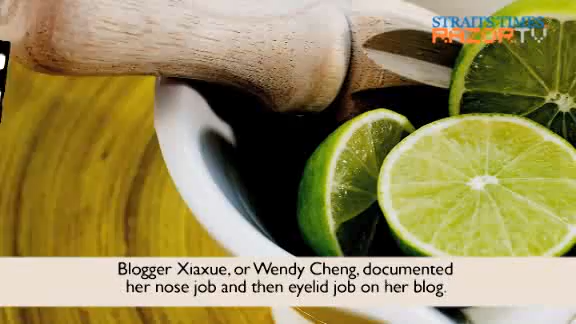 STRAITS TIMES
RAZORTV
Blogger Xiaxue, or Wendy Cheng, documented
her nose job and then eyelid job on her blog.